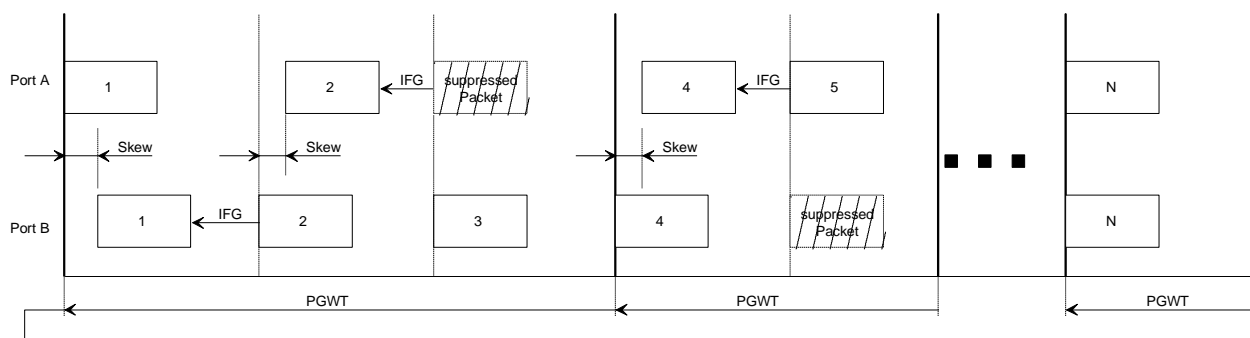 Port A
1
2
IFG
suppressed
Packet
4
IFG
5
N
Skew
Skew
Skew
Port B
1
IFG
2
3
4
suppressed
Packet
N
PGWT
PGWT
PGWT